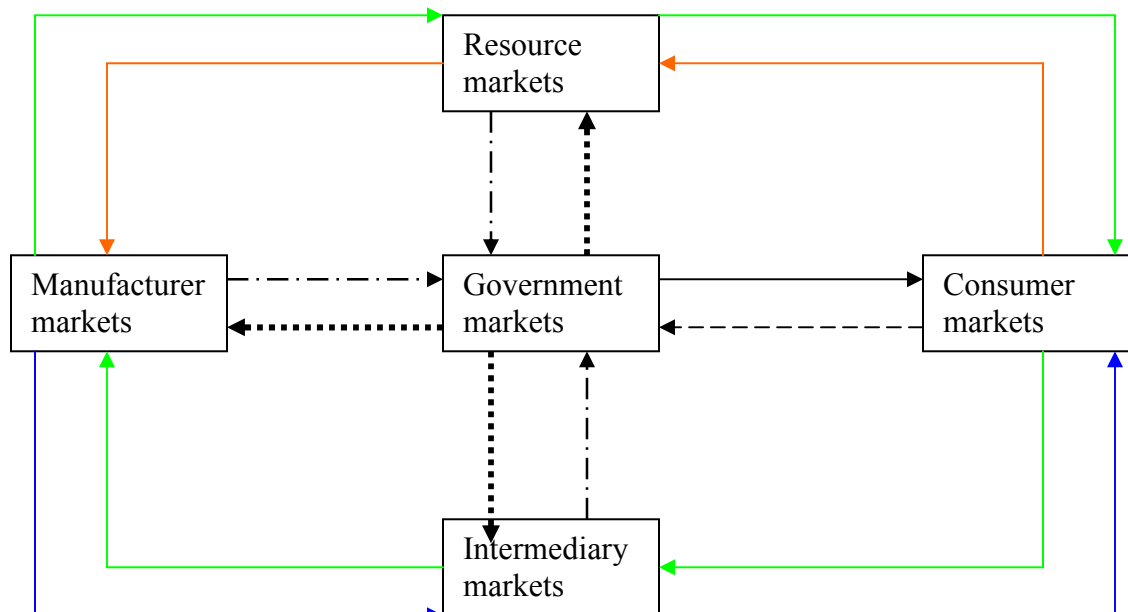 Resource
markets
Manufacturer
markets
Government
markets
Consumer
markets
Intermediary
markets